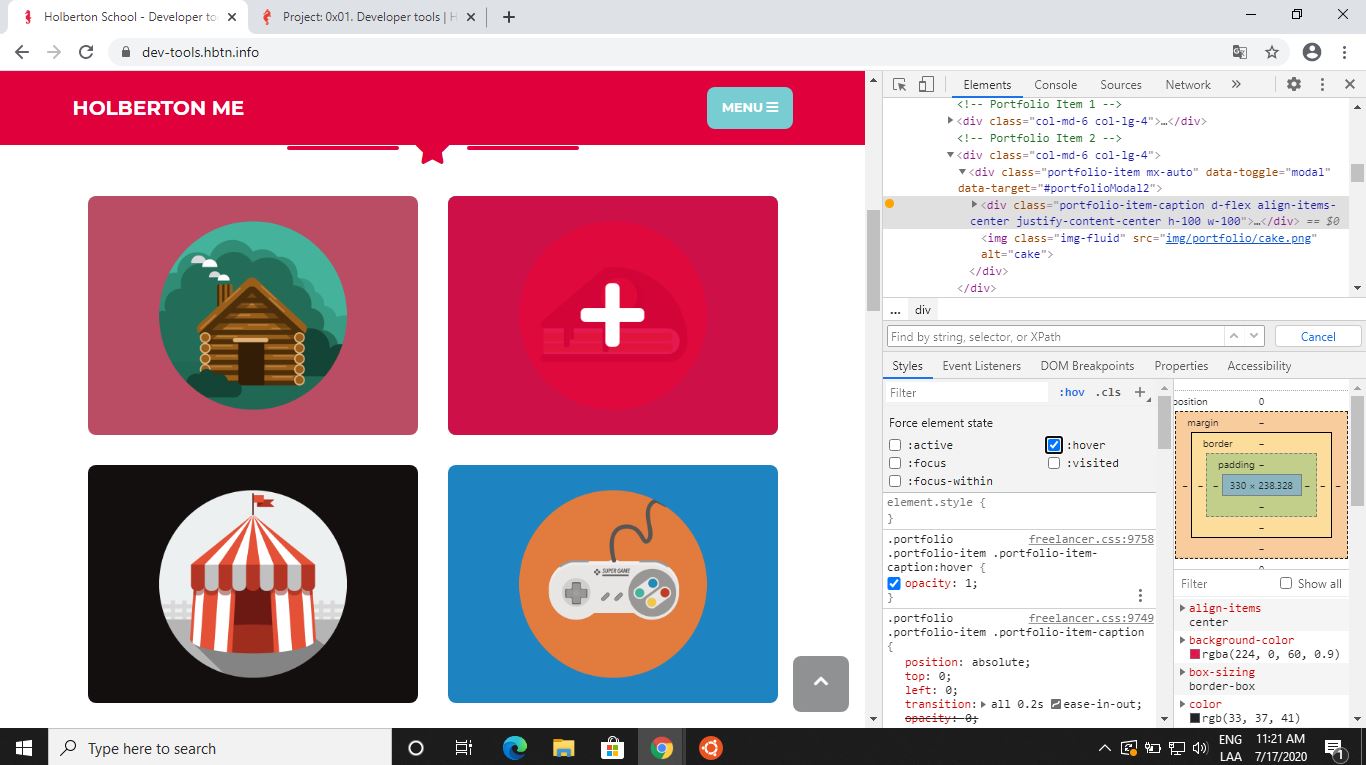 Holberton School - Developer to
Project: 0x01. Developer tools | H
dev-tools.hbtn.info
HOLBERTON ME
MENU
SUPER GAME
Elements Console Sources Network
<!-- Portfolio Item 1 -->
<div class="col-md-6 col-lg-4">…</div>
<!-- Portfolio Item 2 -->
<div class="col-md-6 col-lg-4">
<div class="portfolio-item mx-auto" data-toggle="modal"
data-target="#portfolioModal2">
<div class="portfolio-item-caption d-flex align-items-
center justify-content-center h-100 w-100">…</div> == $0
<img class="img-fluid" src="img/portfolio/cake.png"
alt="cake">
</div>
</div>
... div
Find by string, selector, or XPath
Cancel
Styles Event Listeners DOM Breakpoints Properties Accessibility
Filter :hov .cls +
Force element state
:active :hover
:focus :visited
:focus-within
element.style {
}
.portfolio freelancer.css:9758
.portfolio-item .portfolio-item-
caption:hover {
opacity: 1;
}
.portfolio freelancer.css:9749
.portfolio-item .portfolio-item-caption
{
position: absolute;
top: 0;
left: 0;
transition: all 0.2s ease-in-out;
opacity: 0;
position 0
margin –
border –
padding –
– – – 330 × 238.328 – – –
–
–
–
Filter Show all
align-items
center
background-color
rgba(224, 0, 60, 0.9)
box-sizing
border-box
color
rgb(33, 37, 41)
Type here to search
ENG
LAA
11:21 AM
7/17/2020
1